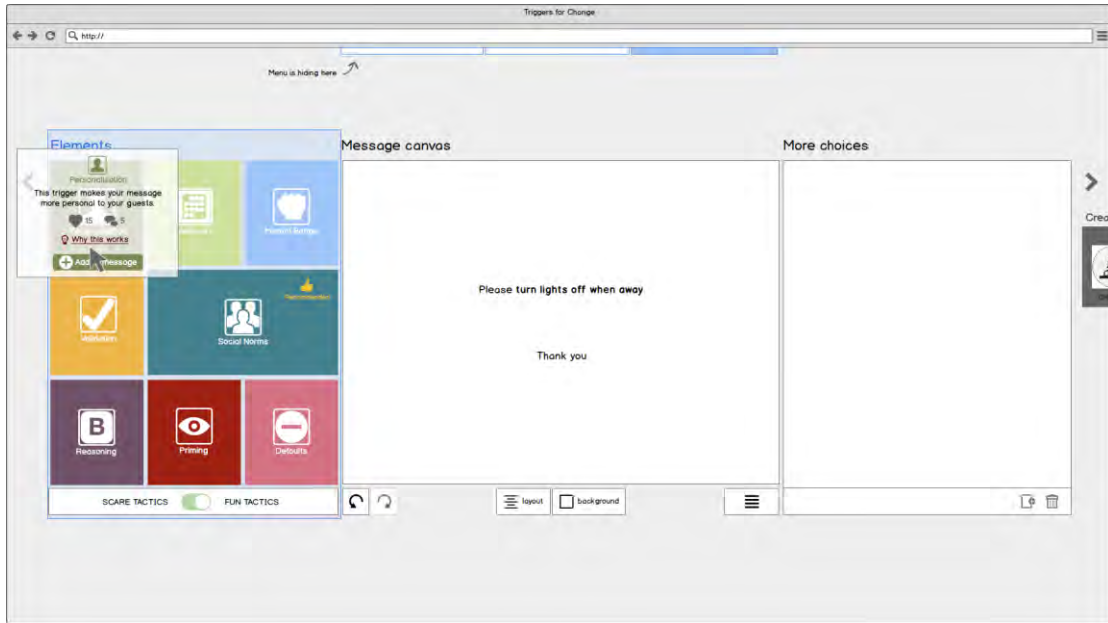 Triggers for Change
http://
Menu is hiding here
Elements
Message canvas
More choices
Personalisation
This trigger makes your message
more personal to your guests
15 5
Why this works
message
Validation
Social Norms
Please turn lights off when away
Thank you
B
Reasoning
Priming
Defaults
SCARE TACTICS FUN TACTICS
layout
background
Crea